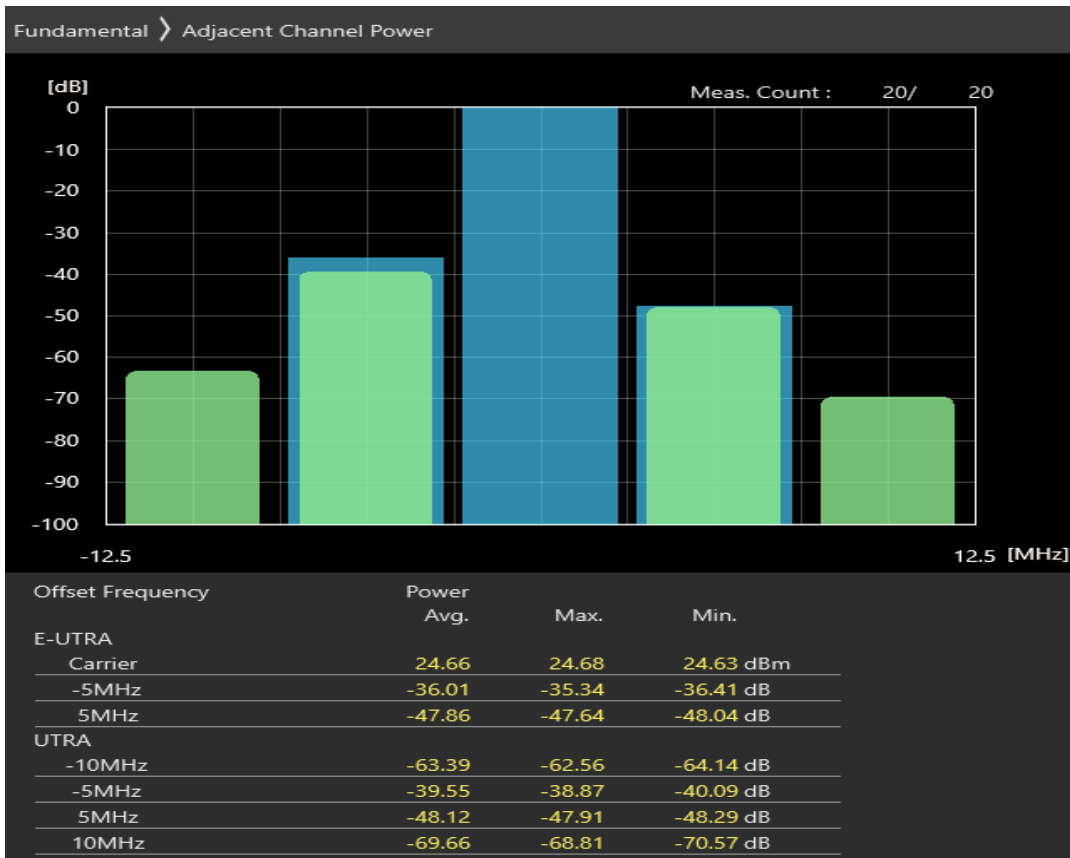 Fundamental 〉 Adjacent Channel Power
[dB] Meas. Count : 20/ 20
0
-10
-20
-30
-40
-50
-60
-70
-80
-90
-100
-12.5 12.5 [MHz]
Offset Frequency Power
Avg. Max. Min.
E-UTRA
Carrier 24.66 24.68 24.63 dBm
-5MHz -36.01 -35.34 -36.41 dB
5MHz -47.86 -47.64 -48.04 dB
UTRA
-10MHz -63.39 -62.56 -64.14 dB
-5MHz -39.55 -38.87 -40.09 dB
5MHz -48.12 -47.91 -48.29 dB
10MHz -69.66 -68.81 -70.57 dB